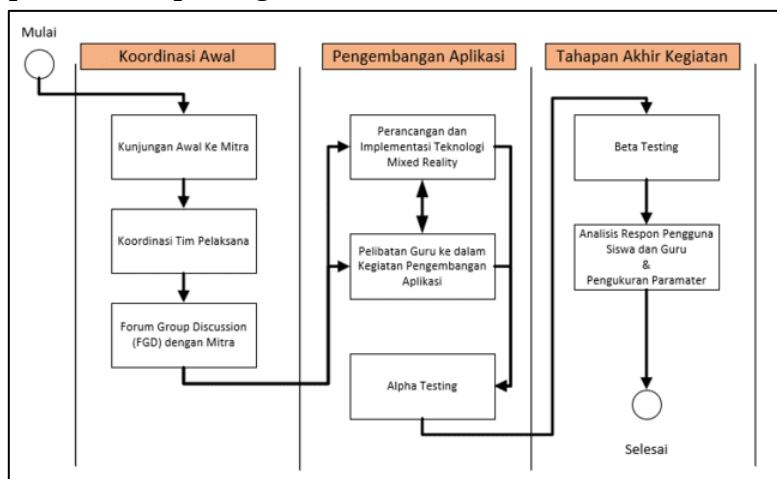 Mulai
Koordinasi Awal
Kunjungan Awal Ke Mitra
Koordinasi Tim Pelaksana
Forum Group Discussion
(FGD) dengan Mitra
Pengembangan Aplikasi
Perancangan dan
Implementasi Teknologi
Mixed Reality
Pelibatan Guru ke dalam
Kegiatan Pengembangan
Aplikasi
Alpha Testing
Tahapan Akhir Kegiatan
Beta Testing
Analisis Respon Pengguna
Siswa dan Guru
&
Pengukuran Paramater
Selesai